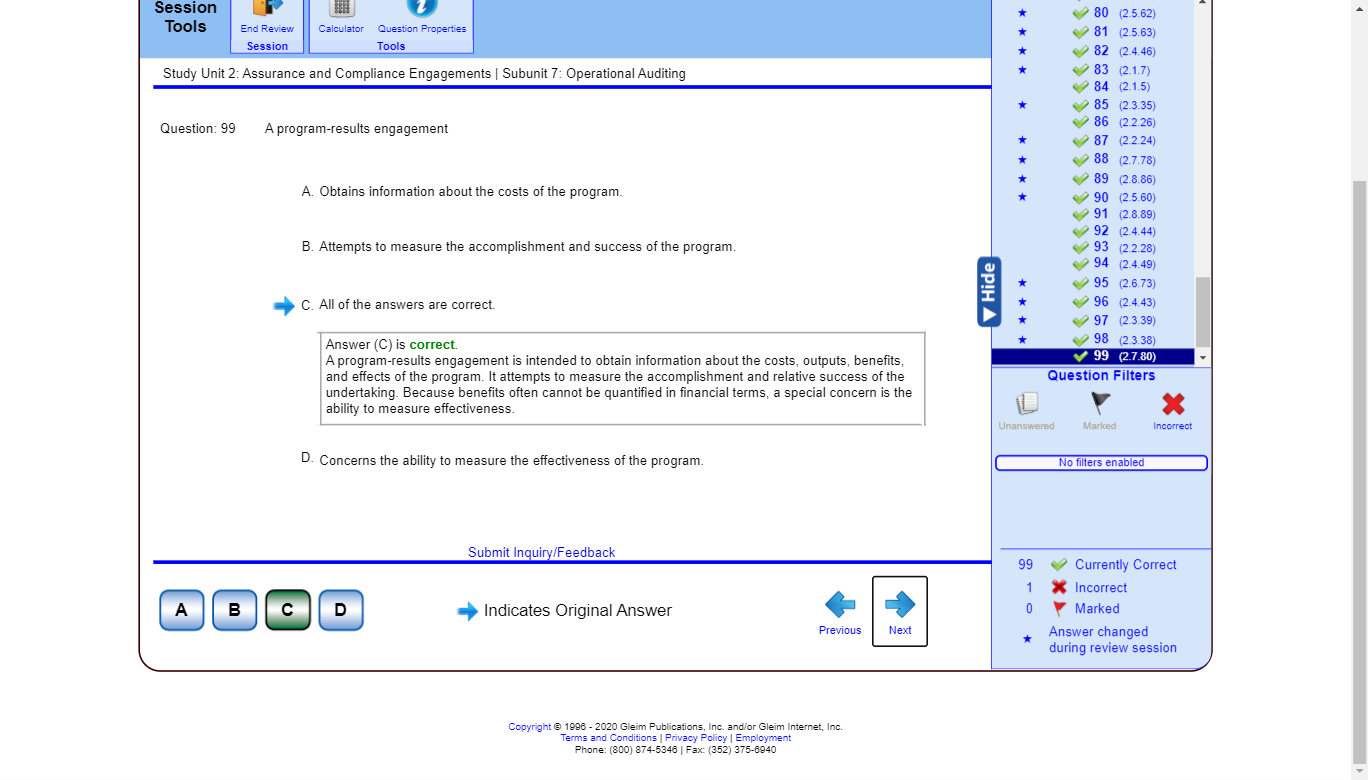 Session
Tools
End Review
Session
Calculator
Question Properties
Tools
Study Unit 2: Assurance and Compliance Engagements | Subunit 7: Operational Auditing
Question: 99 A program-results engagement
A. Obtains information about the costs of the program.
B. Attempts to measure the accomplishment and success of the program.
C. All of the answers are correct.
Answer (C) is correct.
A program-results engagement is intended to obtain information about the costs, outputs, benefits,
and effects of the program. It attempts to measure the accomplishment and relative success of the
undertaking. Because benefits often cannot be quantified in financial terms, a special concern is the
ability to measure effectiveness.
D. Concerns the ability to measure the effectiveness of the program.
Submit Inquiry/Feedback
A B C D
Indicates Original Answer
Previous
Next
80 (2.5.62)
81 (2.5.63)
82 (2.4.46)
83 (2.1.7)
84 (2.1.5)
85 (2.3.35)
86 (2.2.26)
87 (2.2.24)
88 (2.7.78)
89 (2.8.86)
90 (2.5.60)
91 (2.8.89)
92 (2.4.44)
93 (2.2.28)
94 (2.4.49)
95 (2.6.73)
96 (2.4.43)
97 (2.3.39)
98 (2.3.38)
99 (2.7.80)
Hide
Question Filters
Unanswered
Marked
Incorrect
No filters enabled
99 Currently Correct
1 Incorrect
0 Marked
Answer changed
during review session
Copyright © 1996 - 2020 Gleim Publications, Inc. and/or Gleim Internet, Inc.
Terms and Conditions | Privacy Policy | Employment
Phone: (800) 874-5346 | Fax: (352) 375-6940